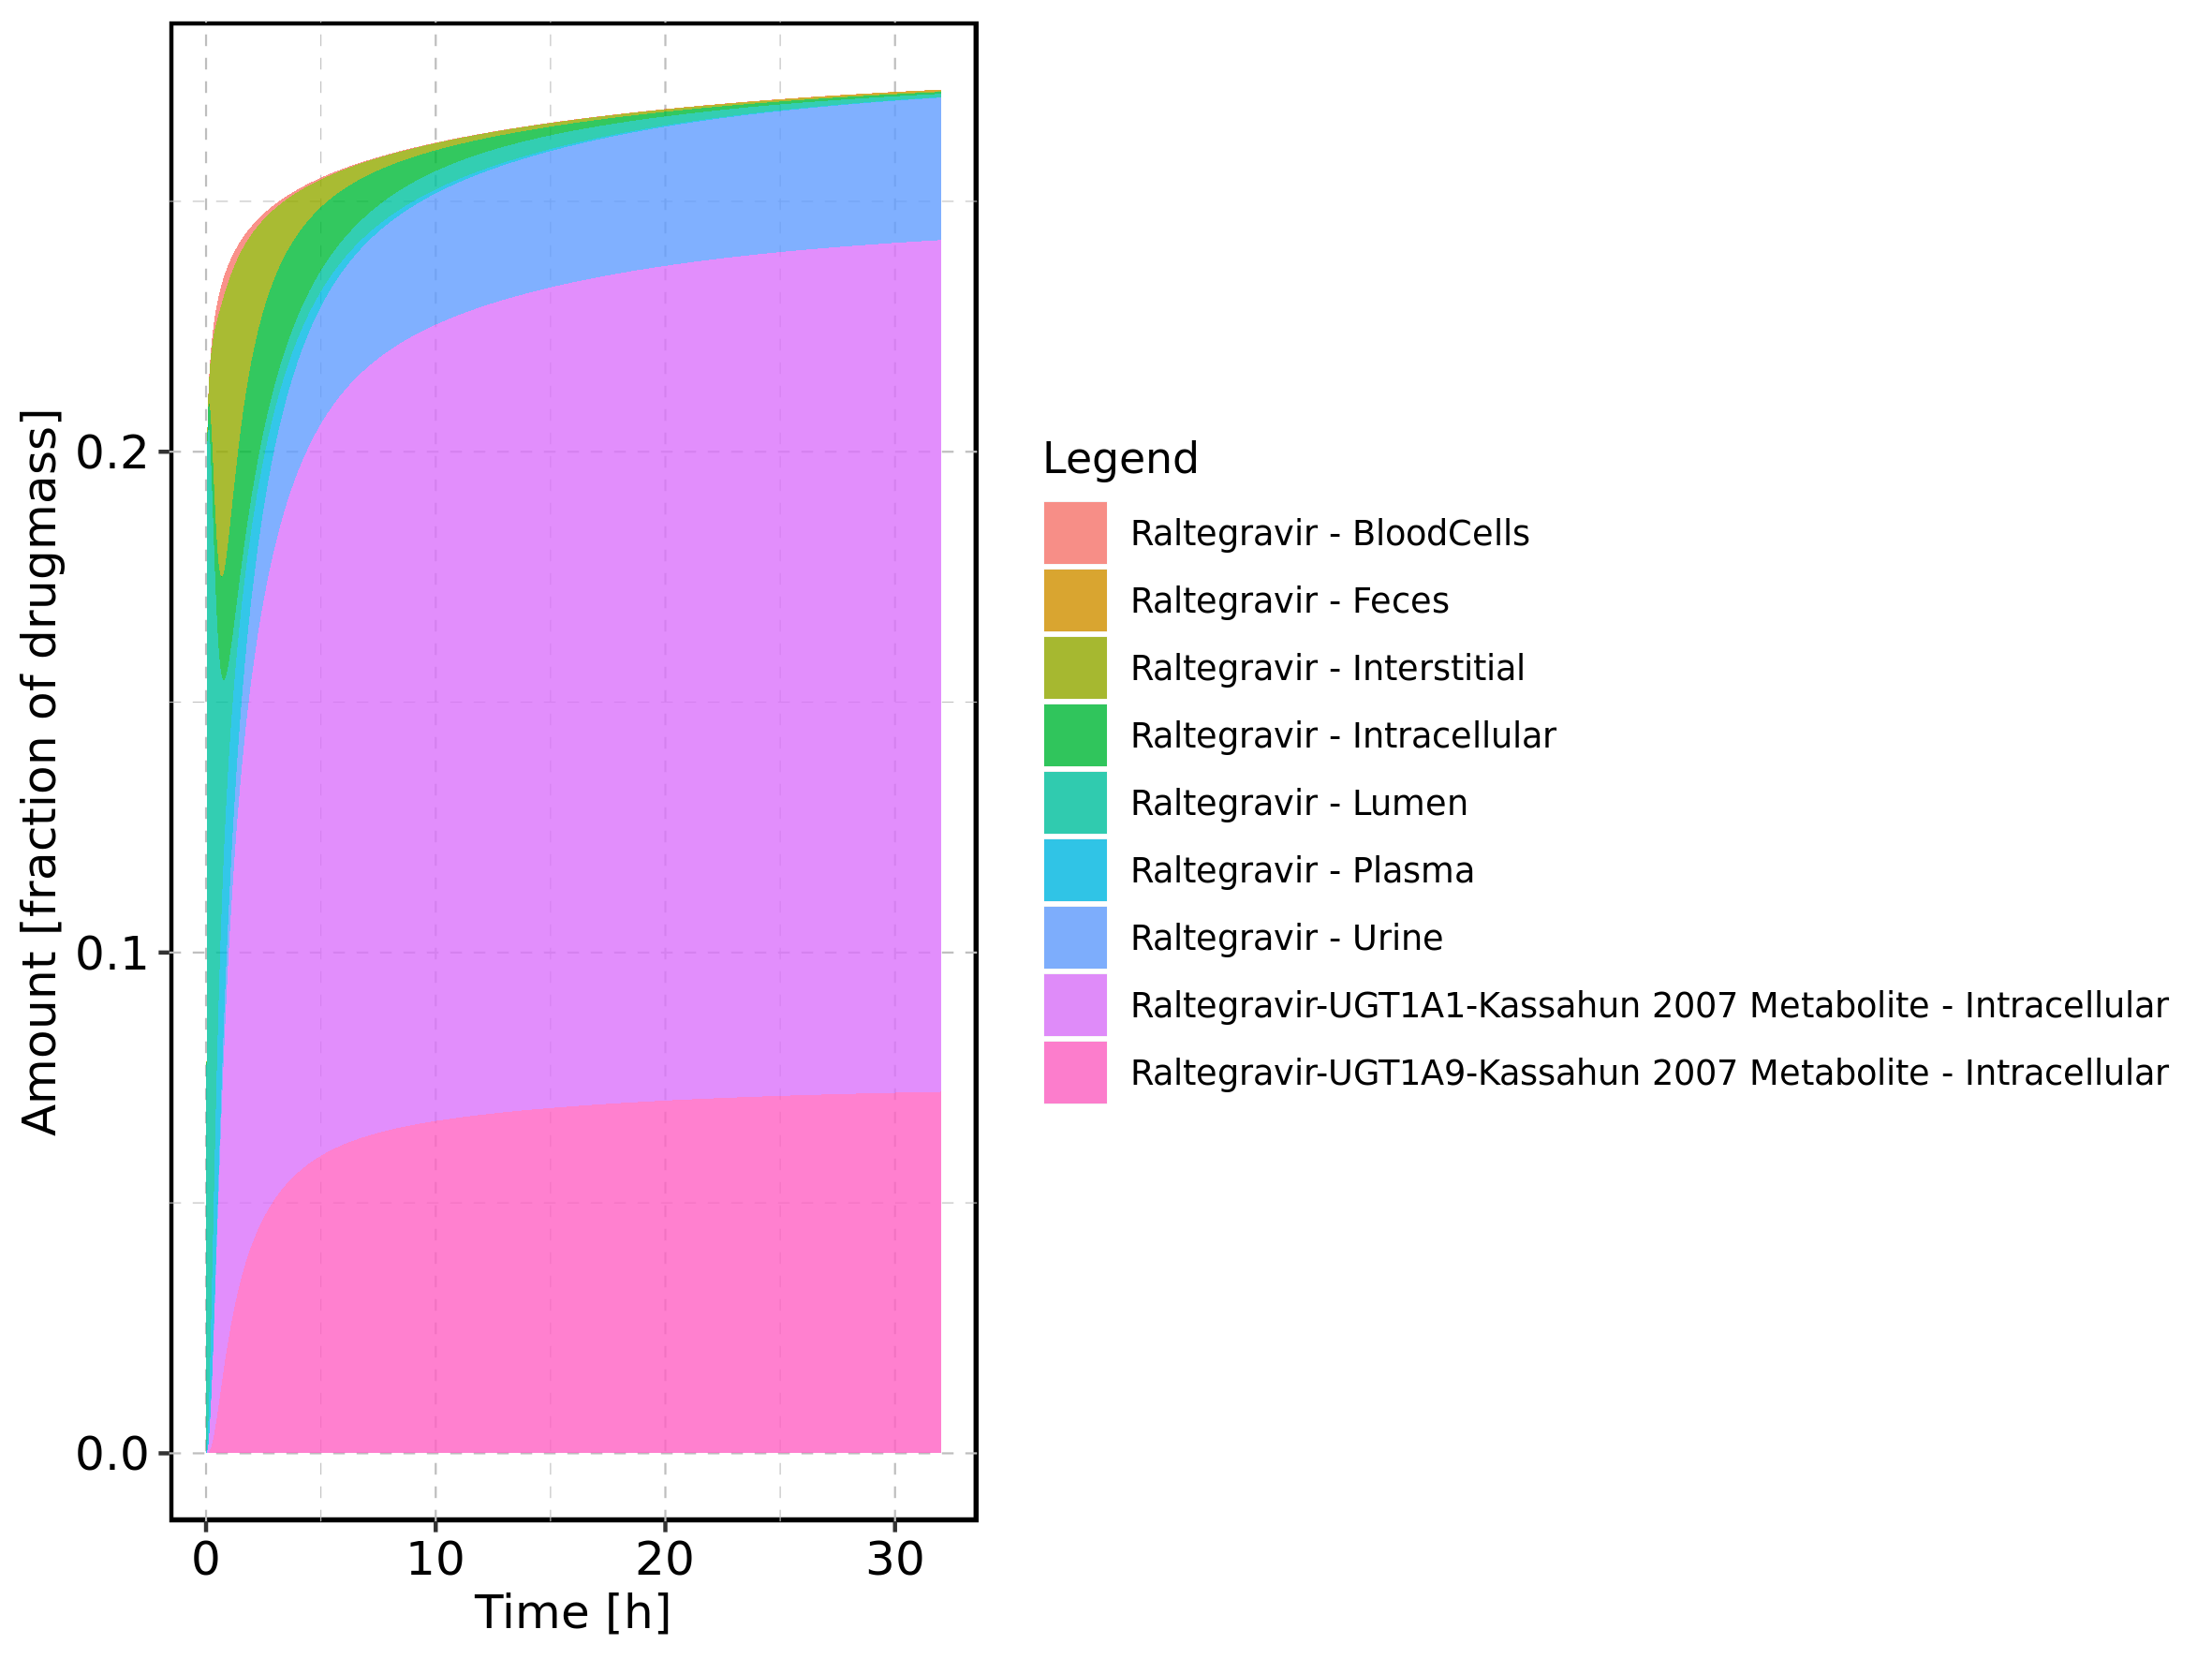 Amount [fraction of drugmass]
0.2
0.1
0.0
0 10 20 30
Time [h]
Legend
Raltegravir - BloodCells
Raltegravir - Feces
Raltegravir - Interstitial
Raltegravir - Intracellular
Raltegravir - Lumen
Raltegravir - Plasma
Raltegravir - Urine
Raltegravir-UGT1A1-Kassahun 2007 Metabolite - Intracellular
Raltegravir-UGT1A9-Kassahun 2007 Metabolite - Intracellular